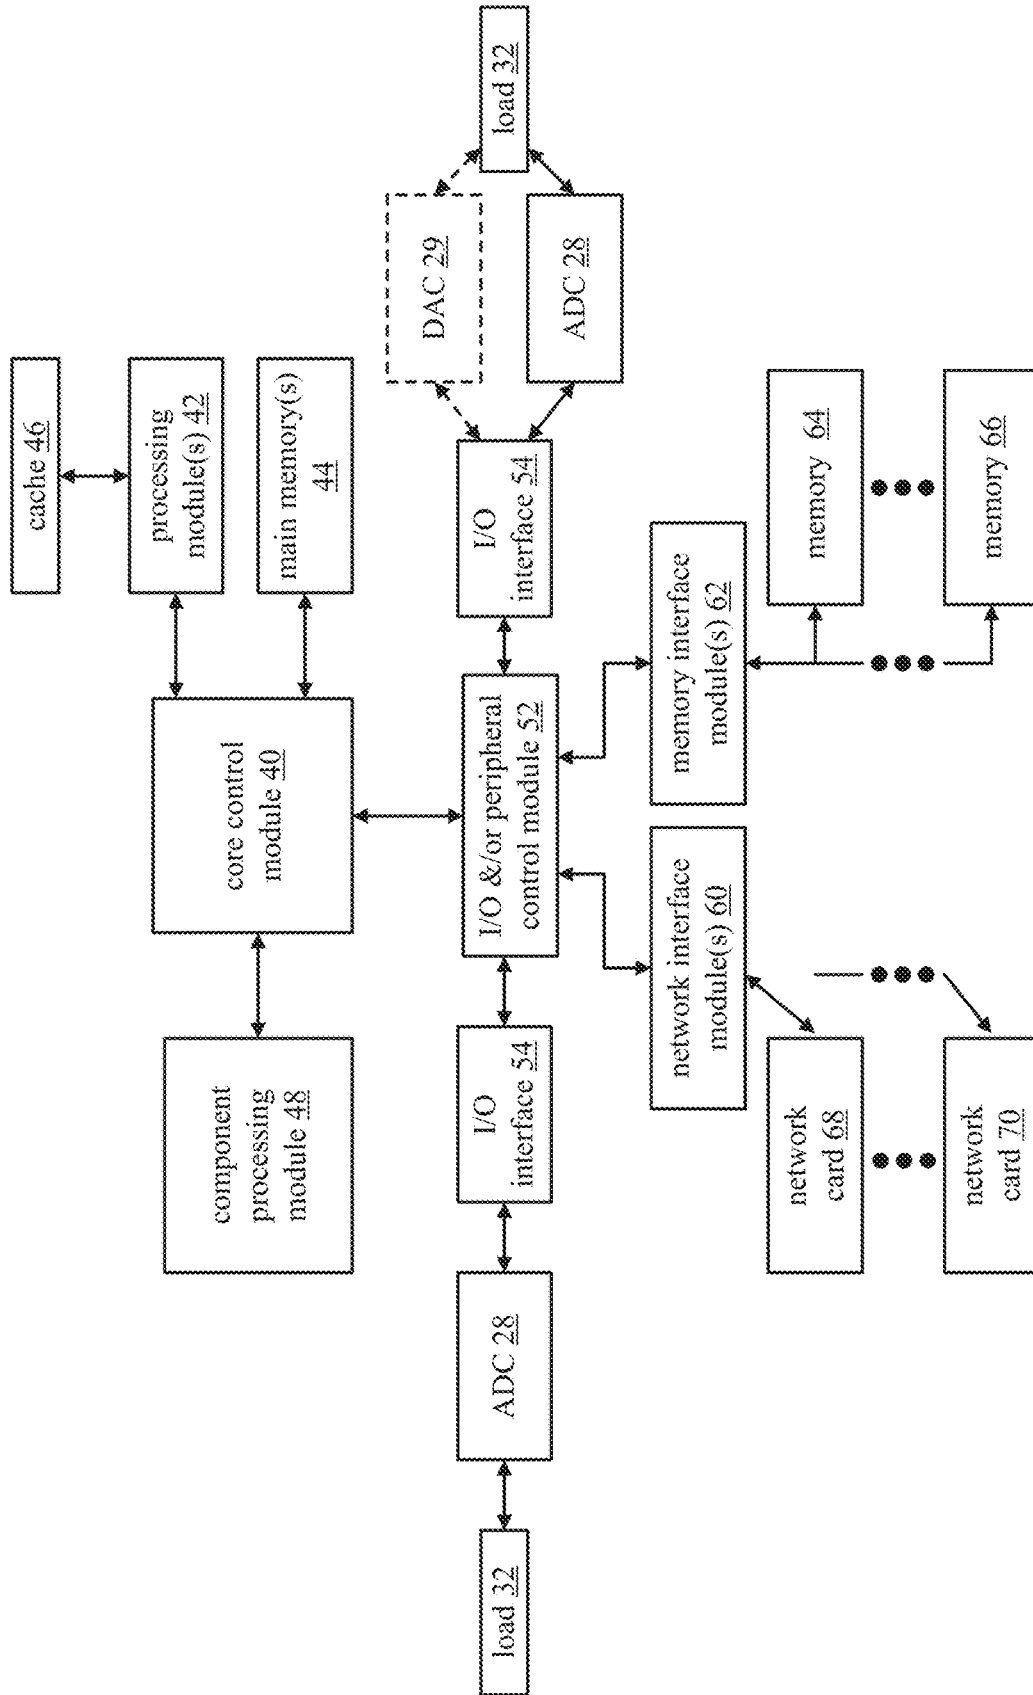 cache 46
component
processing
module 48
core control
module 40
processing
module(s) 42
main memory(s)
44
load 32
ADC 28
I/O
interface 54
I/O &/or peripheral
control module 52
I/O
interface 54
DAC 29
ADC 28
load 32
network interface
module(s) 60
memory interface
module(s) 62
network
card 68
memory 64
network
card 70
memory 66